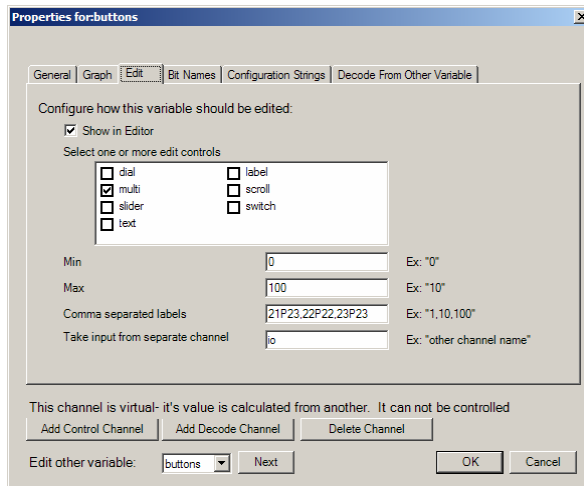 Properties for:buttons
General Graph Edit Bit Names Configuration Strings Decode From Other Variable
Configure how this variable should be edited:
Show in Editor
Select one or more edit controls
dial label
multi scroll
slider switch
text
Min 0 Ex: "0"
Max 100 Ex: "10"
Comma separated labels 21P23,22P22,23P23 Ex: "1,10,100"
Take input from separate channel io Ex: "other channel name"
This channel is virtual- it's value is calculated from another. It can not be controlled
Add Control Channel Add Decode Channel Delete Channel
Edit other variable: buttons Next OK Cancel